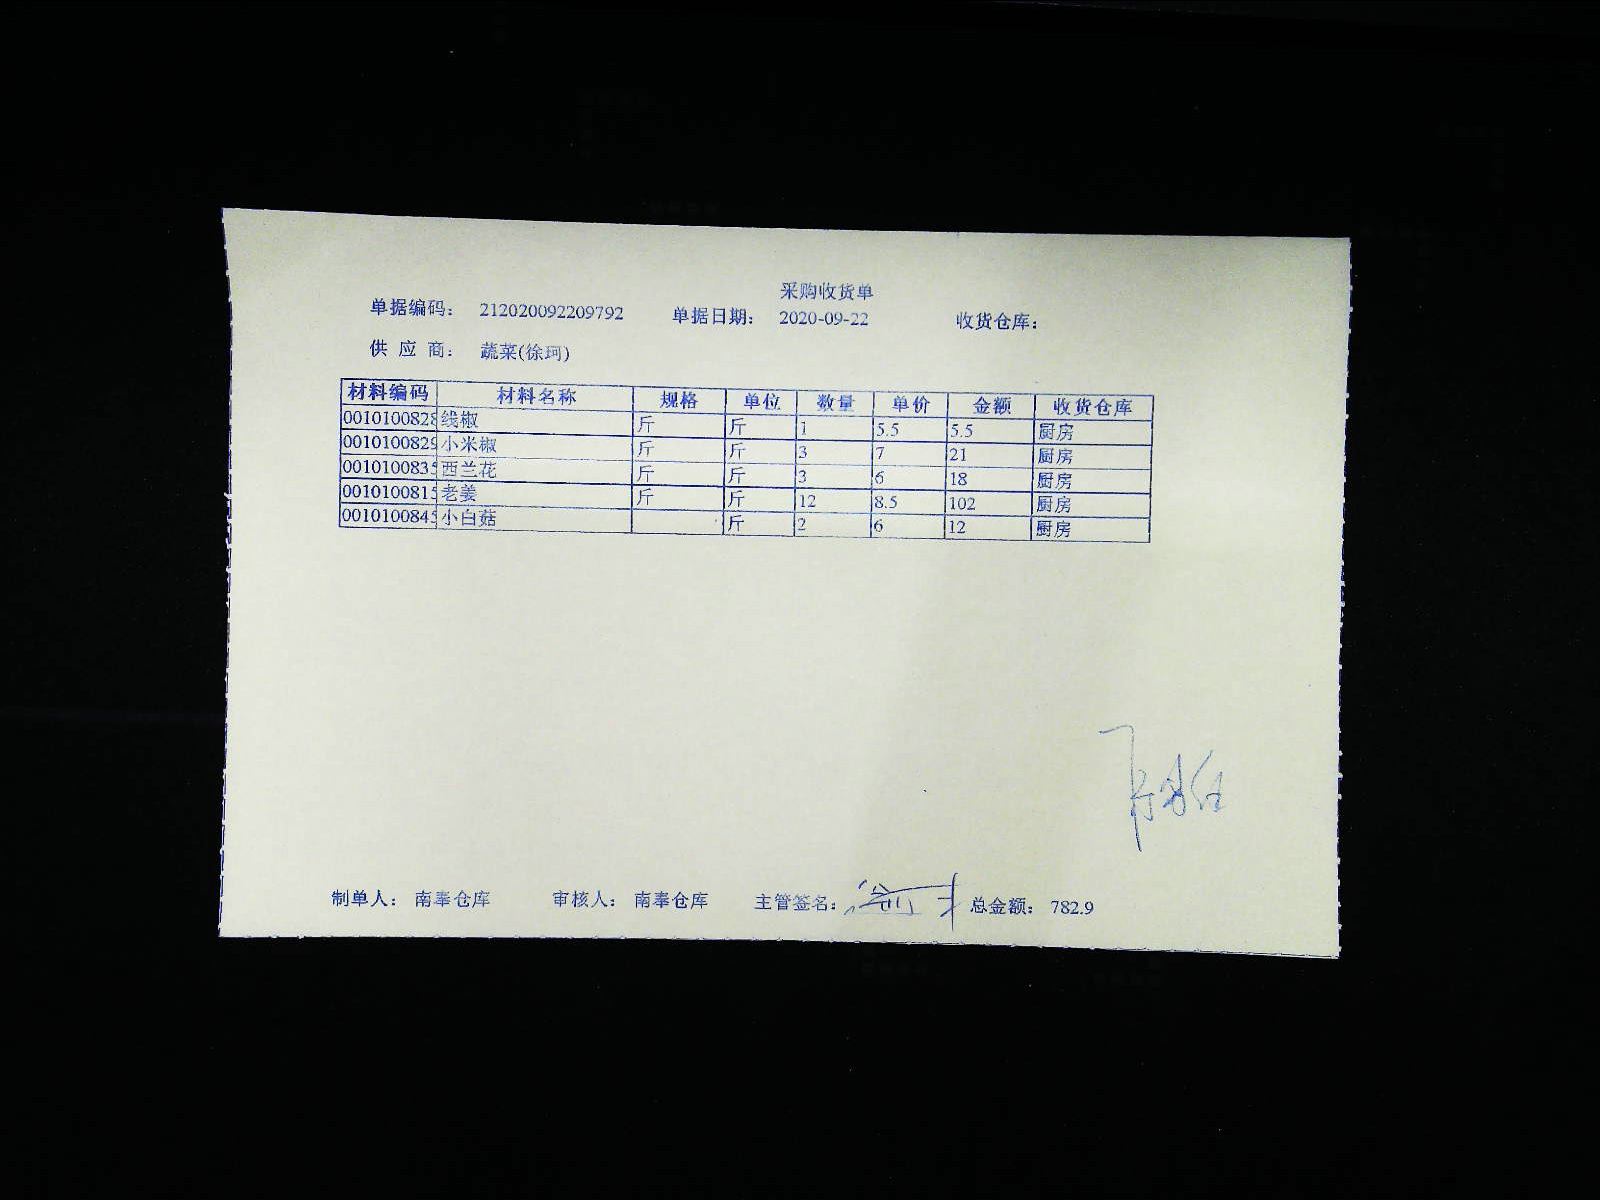 采购收货单
单据编码： 212020092209792 单据日期： 2020-09-22 收货仓库：
供 应 商： 蔬菜(徐珂)
材料编码 材料名称 规格 单位 数量 单价 金额 收货仓库
0010100828 线椒 斤 斤 1 5.5 5.5 厨房
0010100829 小米椒 斤 斤 3 7 21 厨房
0010100835 西兰花 斤 斤 3 6 18 厨房
0010100815 老姜 斤 斤 12 8.5 102 厨房
0010100845 小白菇 斤 2 6 12 厨房
制单人： 南奉仓库 审核人： 南奉仓库 主管签名： 总金额： 782.9